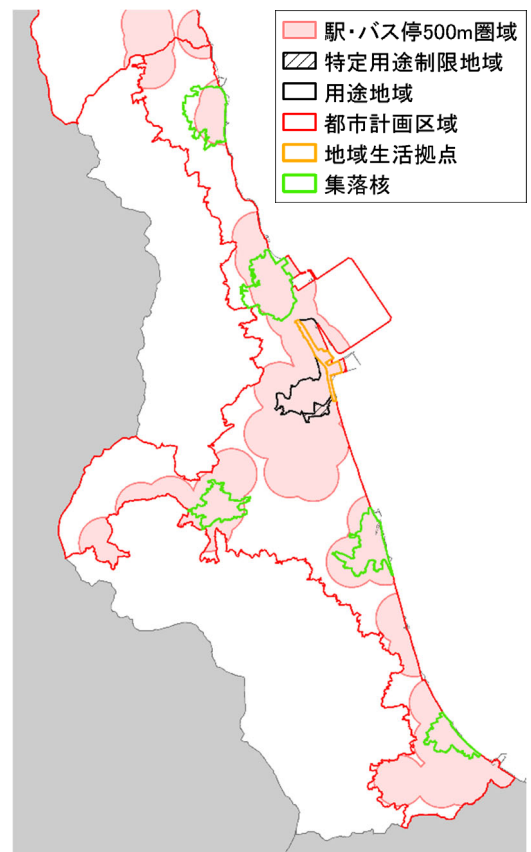 駅・バス停500m圏域
特定用途制限地域
用途地域
都市計画区域
地域生活拠点
集落核